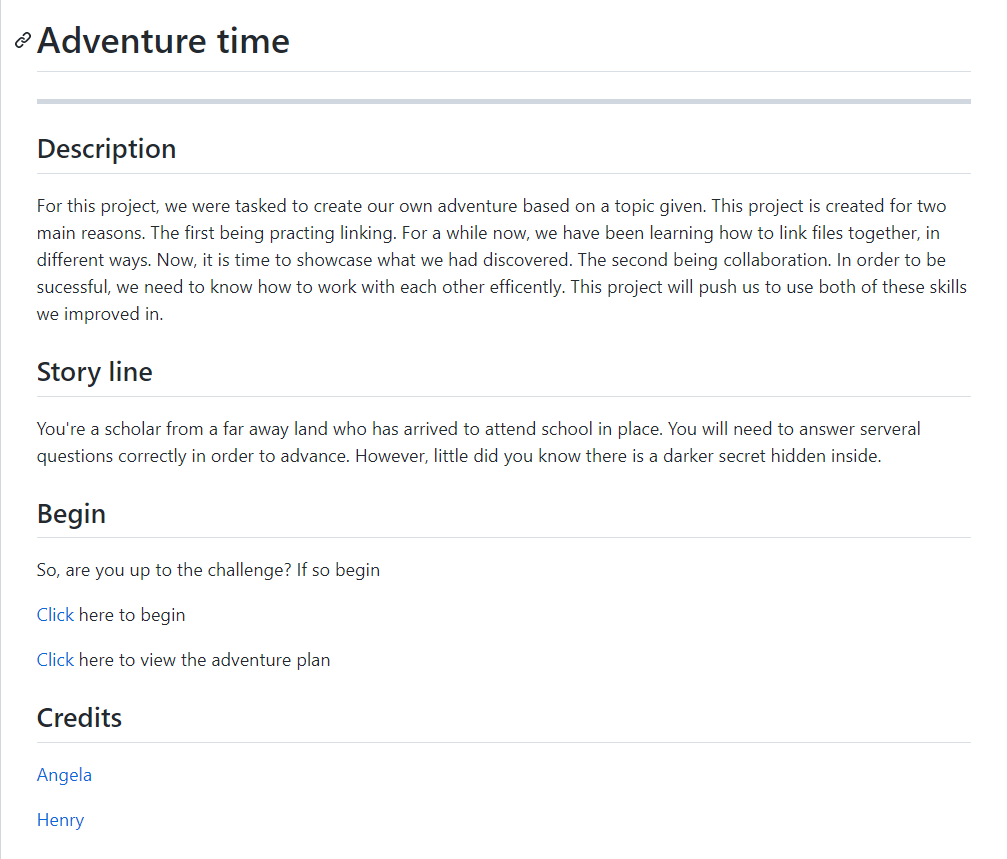 Adventure time
Description
For this project, we were tasked to create our own adventure based on a topic given. This project is created for two
main reasons. The first being practing linking. For a while now, we have been learning how to link files together, in
different ways. Now, it is time to showcase what we had discovered. The second being collaboration. In order to be
sucessful, we need to know how to work with each other efficently. This project will push us to use both of these skills
we improved in.
Story line
You're a scholar from a far away land who has arrived to attend school in place. You will need to answer serveral
questions correctly in order to advance. However, little did you know there is a darker secret hidden inside.
Begin
So, are you up to the challenge? If so begin
Click here to begin
Click here to view the adventure plan
Credits
Angela
Henry